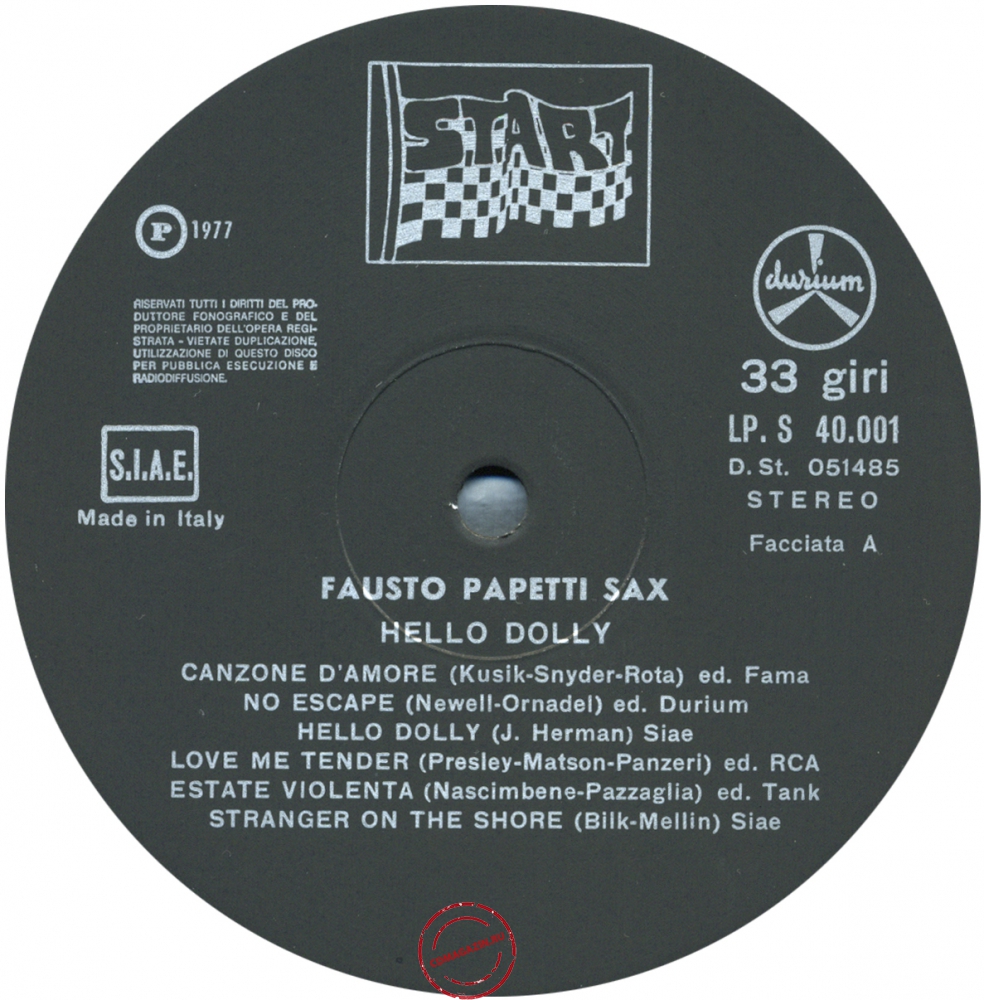 START
P 1977
RISERVATI TUTTI I DIRITTI DEL PRO-
DUTTORE FONOGRAFICO E DEL
PROPRIETARIO DELL'OPERA REGI-
STRATA - VIETATE DUPLICAZIONE,
UTILIZZAZIONE DI QUESTO DISCO
PER PUBBLICA ESECUZIONE E
RADIODIFFUSIONE.
S.I.A.E.
Made in Italy
durium
33 giri
LP. S 40.001
D. St. 051485
STEREO
Facciata A
FAUSTO PAPETTI SAX
HELLO DOLLY
CANZONE D'AMORE (Kusik-Snyder-Rota) ed. Fama
NO ESCAPE (Newell-Ornadel) ed. Durium
HELLO DOLLY (J. Herman) Siae
LOVE ME TENDER (Presley-Matson-Panzeri) ed. RCA
ESTATE VIOLENTA (Nascimbene-Pazzaglia) ed. Tank
STRANGER ON THE SHORE (Bilk-Mellin) Siae